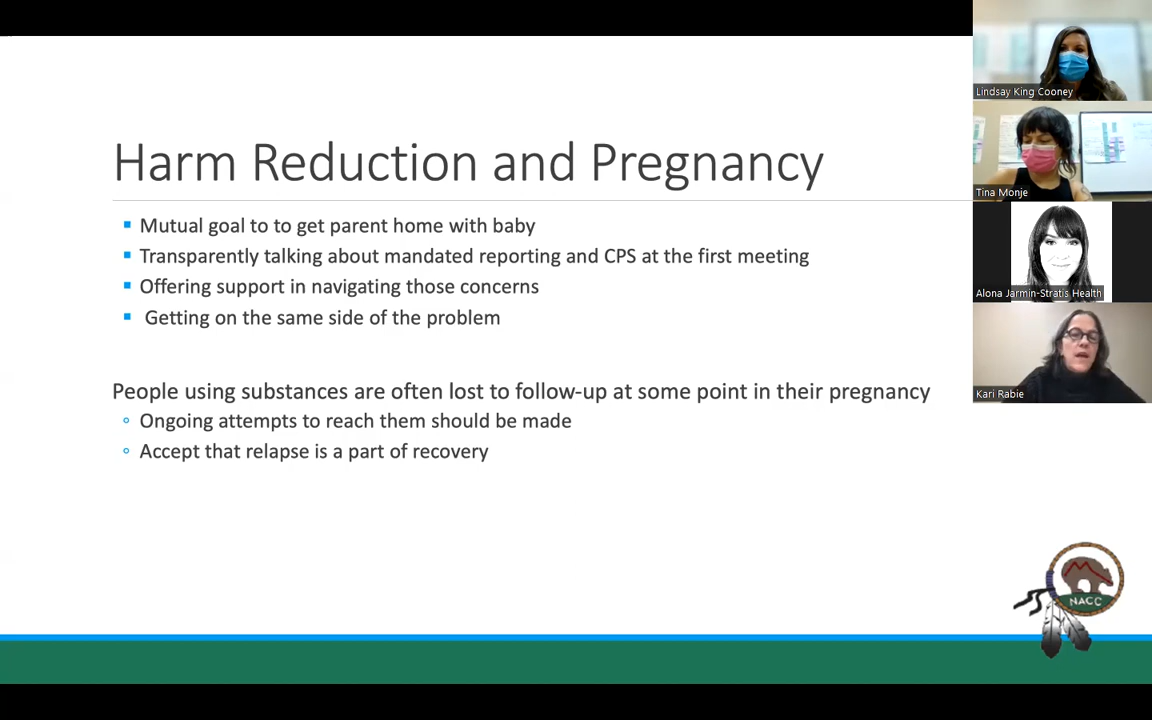 Harm Reduction and Pregnancy
Mutual goal to to get parent home with baby
Transparently talking about mandated reporting and CPS at the first meeting
Offering support in navigating those concerns
Getting on the same side of the problem
People using substances are often lost to follow-up at some point in their pregnancy
Ongoing attempts to reach them should be made
Accept that relapse is a part of recovery
Lindsay King Cooney
Tina Monje
Alona Jarmin-Stratis Health
Kari Rabie
NACC